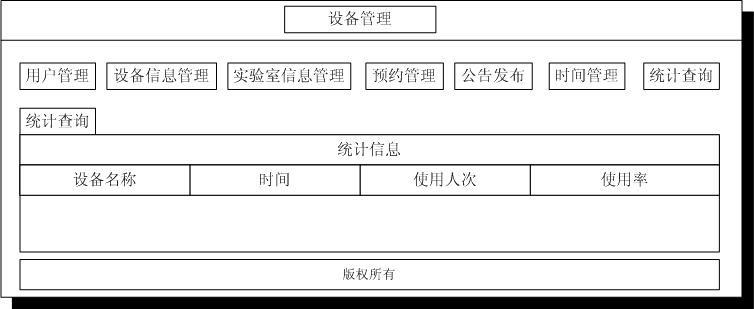 设备管理
用户管理 设备信息管理 实验室信息管理 预约管理 公告发布 时间管理 统计查询
统计查询
统计信息
设备名称 时间 使用人次 使用率
版权所有